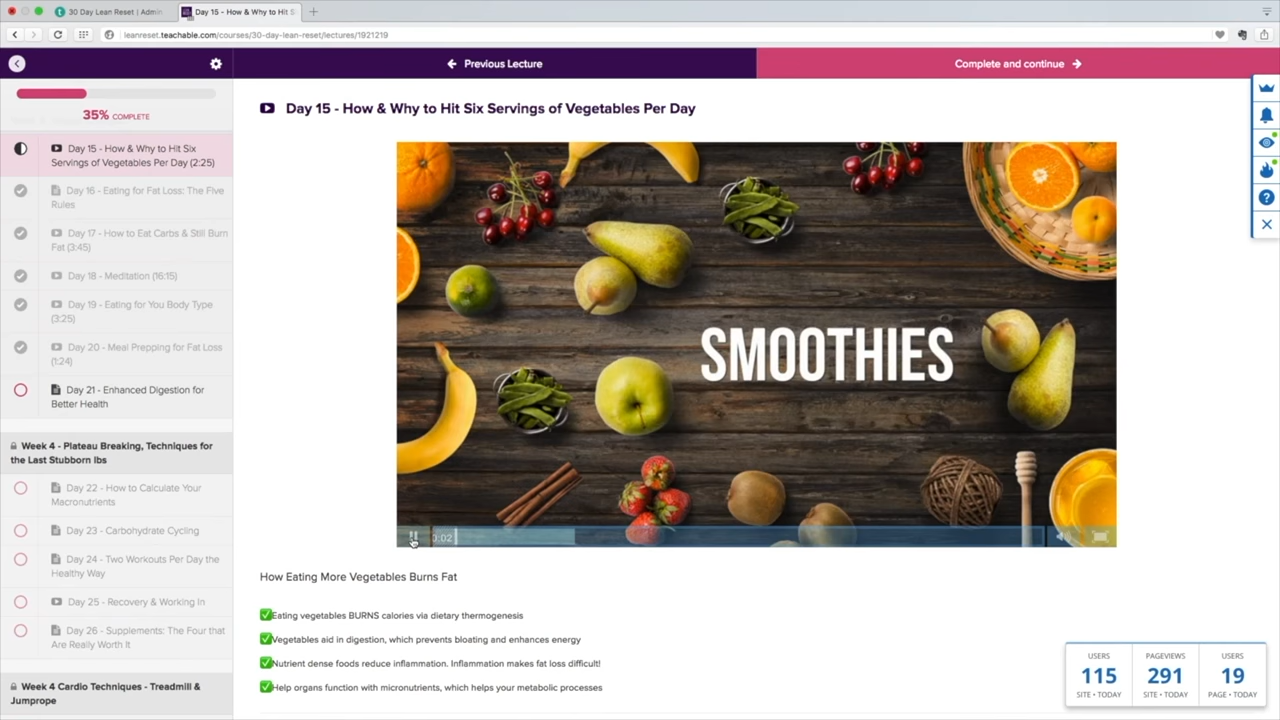 30 Day Lean Reset | Admin
Day 15 - How & Why to Hit S
leanreset.teachable.com/courses/30-day-lean-reset/lectures/1921219
Previous Lecture
Complete and continue
35% COMPLETE
Day 15 - How & Why to Hit Six
Servings of Vegetables Per Day (2:25)
Day 16 - Eating for Fat Loss: The Five
Rules
Day 17 - How to Eat Carbs & Still Burn
Fat (3:45)
Day 18 - Meditation (16:15)
Day 19 - Eating for You Body Type
(3:25)
Day 20 - Meal Prepping for Fat Loss
(1:24)
Day 21 - Enhanced Digestion for
Better Health
Week 4 - Plateau Breaking, Techniques for
the Last Stubborn lbs
Day 22 - How to Calculate Your
Macronutrients
Day 23 - Carbohydrate Cycling
Day 24 - Two Workouts Per Day the
Healthy Way
Day 25 - Recovery & Working In
Day 26 - Supplements: The Four that
Are Really Worth It
Week 4 Cardio Techniques - Treadmill &
Jumprope
Day 15 - How & Why to Hit Six Servings of Vegetables Per Day
SMOOTHIES
0:02
How Eating More Vegetables Burns Fat
Eating vegetables BURNS calories via dietary thermogenesis
Vegetables aid in digestion, which prevents bloating and enhances energy
Nutrient dense foods reduce inflammation. Inflammation makes fat loss difficult!
Help organs function with micronutrients, which helps your metabolic processes
USERS
115
SITE • TODAY
PAGEVIEWS
291
SITE • TODAY
USERS
19
PAGE • TODAY